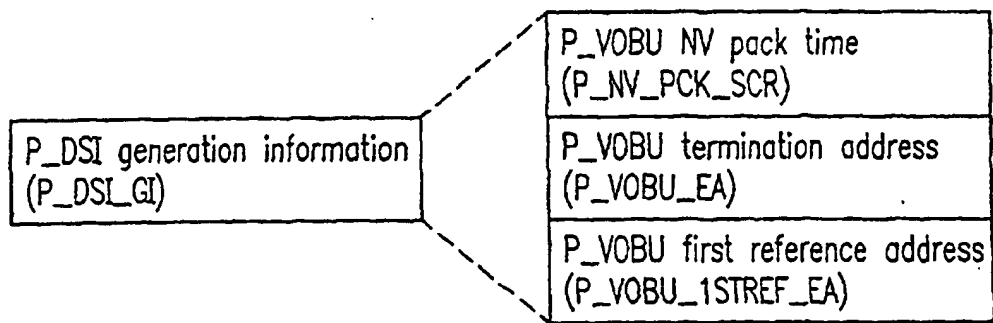 P_DSI generation information
(P_DSI_GI)
P_VOBU NV pack time
(P_NV_PCK_SCR)
P_VOBU termination address
(P_VOBU_EA)
P_VOBU first reference address
(P_VOBU_1STREF_EA)